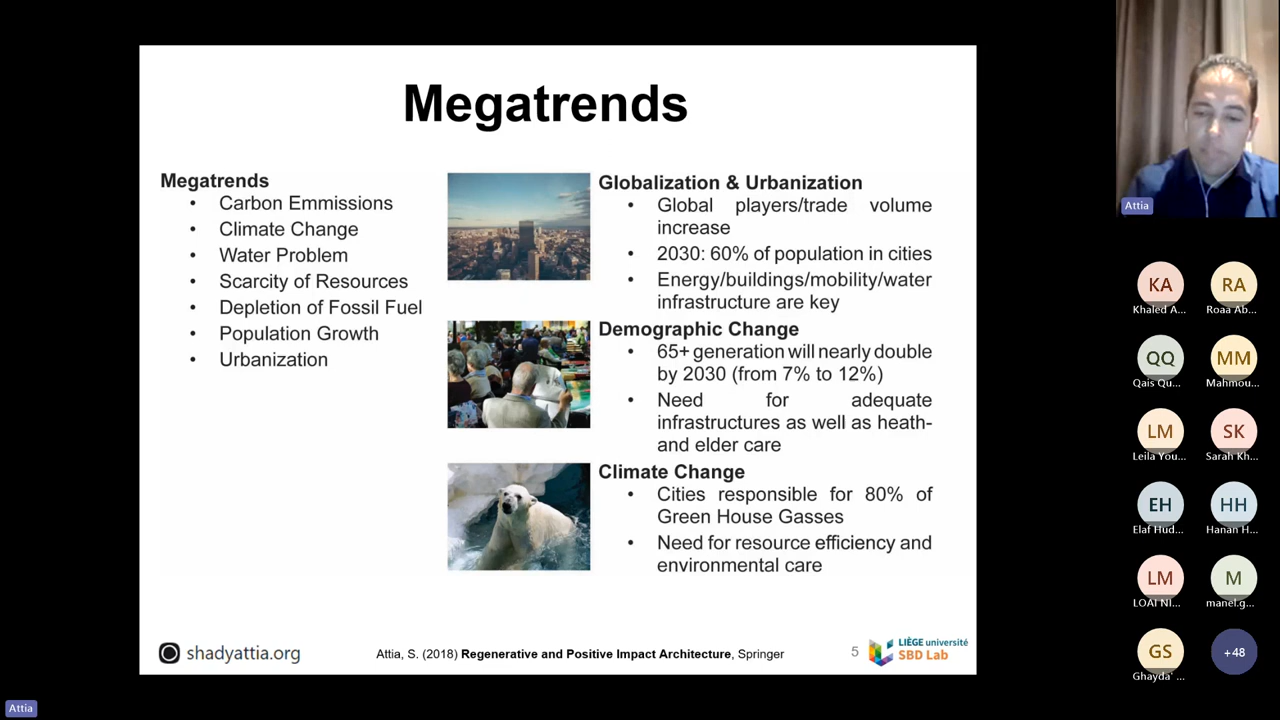 Megatrends
Megatrends
• Carbon Emmissions
• Climate Change
• Water Problem
• Scarcity of Resources
• Depletion of Fossil Fuel
• Population Growth
• Urbanization
Globalization & Urbanization
• Global players/trade volume
increase
• 2030: 60% of population in cities
• Energy/buildings/mobility/water
infrastructure are key
Demographic Change
• 65+ generation will nearly double
by 2030 (from 7% to 12%)
• Need for adequate
infrastructures as well as heath-
and elder care
Climate Change
• Cities responsible for 80% of
Green House Gasses
• Need for resource efficiency and
environmental care
shadyattia.org
Attia, S. (2018) Regenerative and Positive Impact Architecture, Springer
5
LIÈGE université
SBD Lab
Attia
KA
Khaled A...
RA
Roaa Ab...
QQ
Qais Qu...
MM
Mahmou...
LM
Leila You...
SK
Sarah Kh...
EH
Elaf Hud...
HH
Hanan H...
LM
LOAI NI...
M
manel.g...
GS
Ghayda' ...
+48
Attia